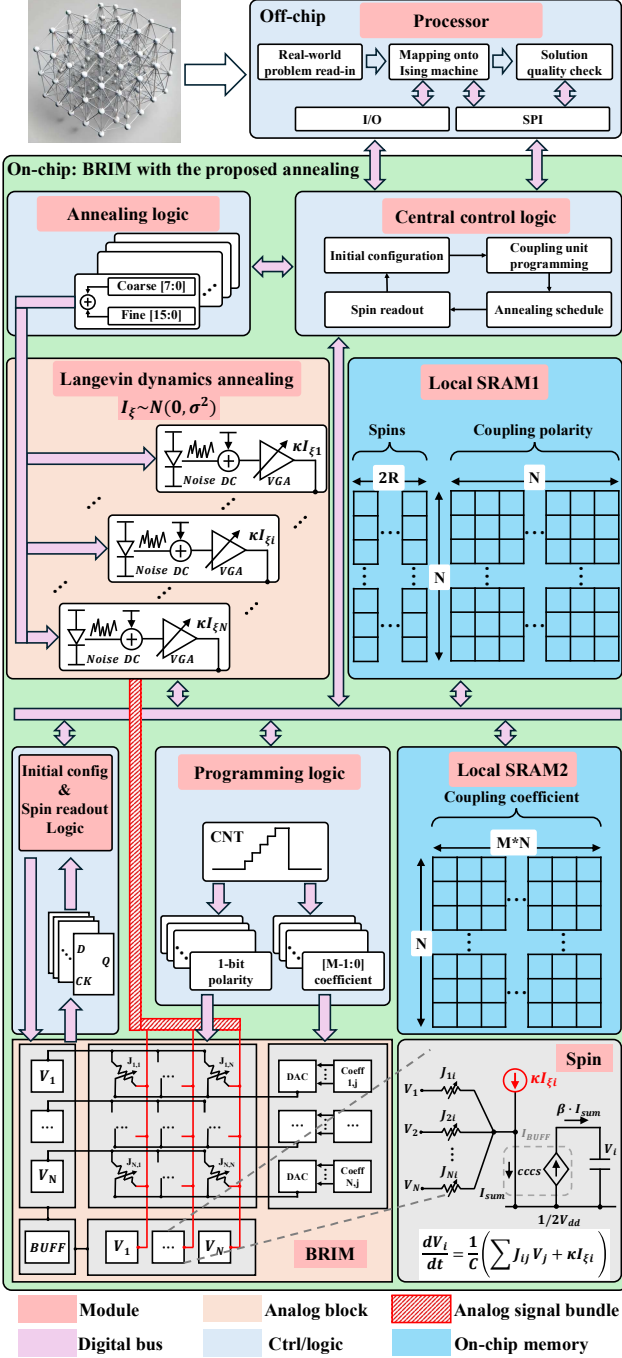 Off-chip
Processor
Real-world
problem read-in
Mapping onto
Ising machine
Solution
quality check
I/O
SPI
On-chip: BRIM with the proposed annealing
Annealing logic
Coarse [7:0]
Fine [15:0]
Central control logic
Initial configuration
Coupling unit
programming
Spin readout
Annealing schedule
Langevin dynamics annealing
I_ξ~N(0, σ²)
κI_ξ1
Noise DC
VGA
κI_ξi
Noise DC
VGA
κI_ξN
Noise DC
VGA
Local SRAM1
Spins
Coupling polarity
2R
N
N
Initial config
&
Spin readout
Logic
D
Q
CK
Programming logic
CNT
1-bit
polarity
[M-1:0]
coefficient
Local SRAM2
Coupling coefficient
M*N
N
V_1
J_1,1
...
J_1,N
DAC
Coeff
1,j
...
...
...
...
V_N
J_N,1
...
J_N,N
DAC
Coeff
N,j
BUFF
V_1
...
V_N
BRIM
Spin
J_1i
V_1
κI_ξi
J_2i
V_2
β · I_sum
I_BUFF
V_i
J_Ni
V_N
I_sum
cccs
1/2V_dd
dV_i/dt = 1/C (∑ J_ij V_j + κI_ξi)
Module
Analog block
Analog signal bundle
Digital bus
Ctrl/logic
On-chip memory